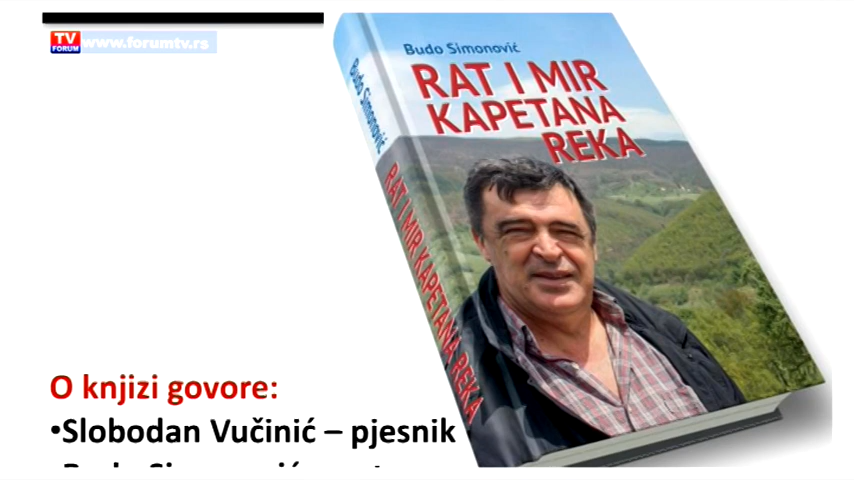 TV
FORUM
www.forumtv.rs
Budo Simonović
RAT I MIR
KAPETANA
REKA
Budo Simonović
RAT I MIR KAPETANA REKA
O knjizi govore:
•Slobodan Vučinić – pjesnik